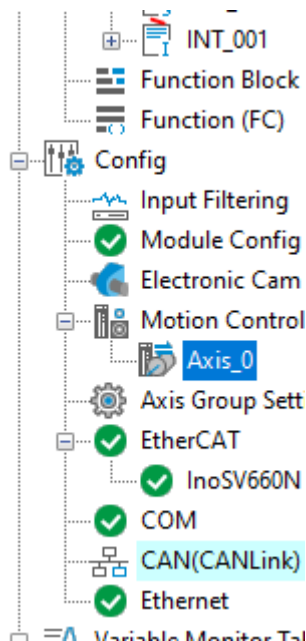 INT_001
Function Block
Function (FC)
Config
Input Filtering
Module Config
Electronic Cam
Motion Control
Axis_0
Axis Group Sett
EtherCAT
InoSV660N
COM
CAN(CANLink)
Ethernet
Variable Monitor Ta